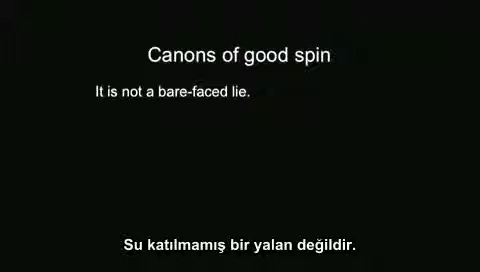 Canons of good spin
It is not a bare-faced lie.
Su katılmamış bir yalan değildir.